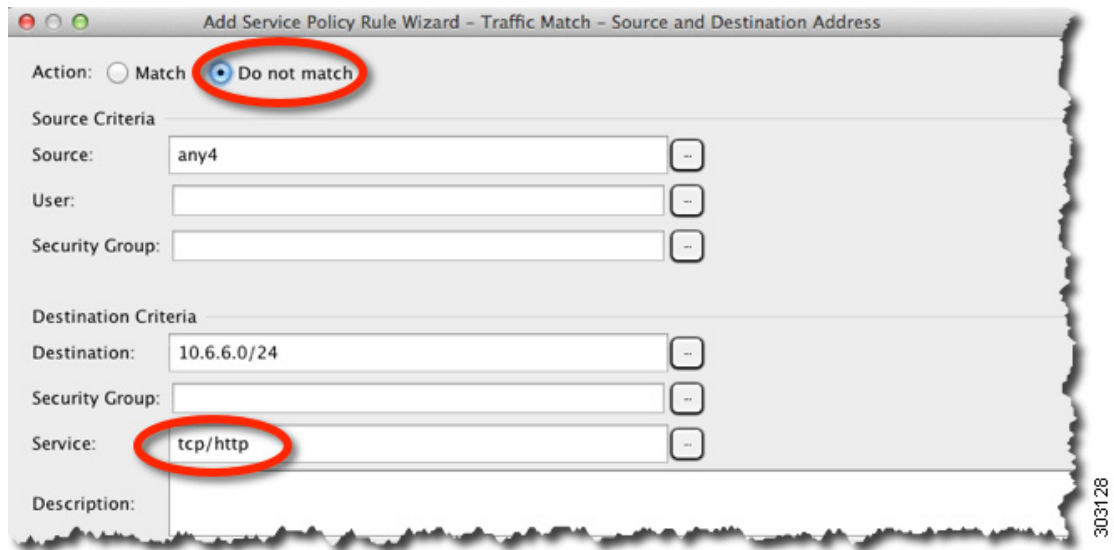 Add Service Policy Rule Wizard – Traffic Match – Source and Destination Address
Action: Match Do not match
Source Criteria
Source: any4 ...
User: ...
Security Group: ...
Destination Criteria
Destination: 10.6.6.0/24 ...
Security Group: ...
Service: tcp/http ...
Description:
303128